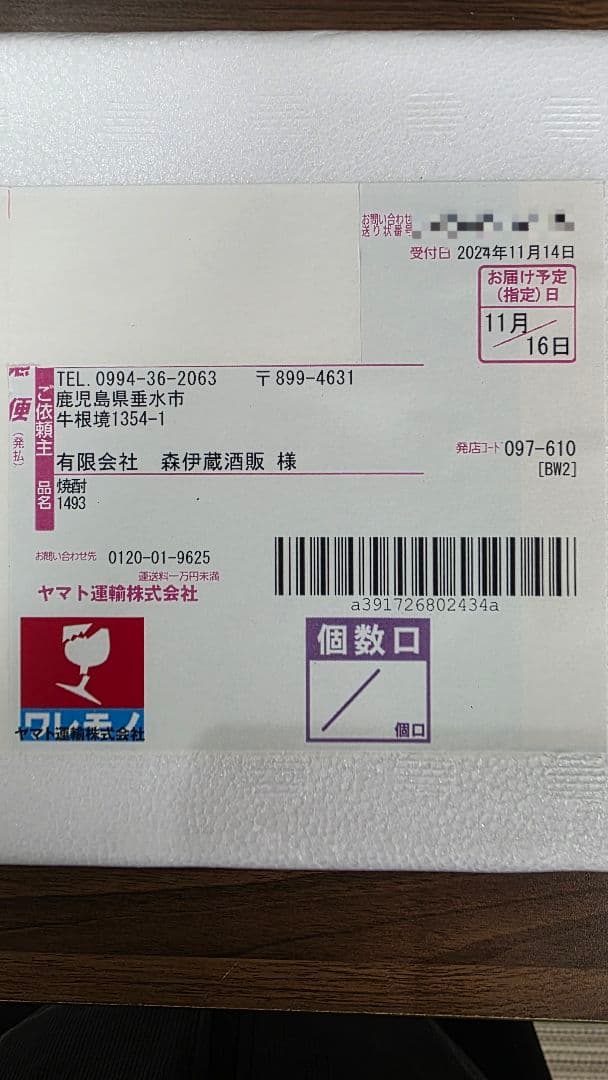 お問い合わせ
送り状番号
受付日 2024年11月14日
お届け予定
(指定)日
11月
16日
TEL.0994-36-2063 〒899-4631
鹿児島県垂水市
牛根境1354-1
便
(発払)
ご依頼主
有限会社 森伊蔵酒販 様
発店コード 097-610
[BW2]
品名
焼酎
1493
お問い合わせ先 0120-01-9625
運送料一万円未満
ヤマト運輸株式会社
a391726802434a
ワレモノ
ヤマト運輸株式会社
個数口
個口